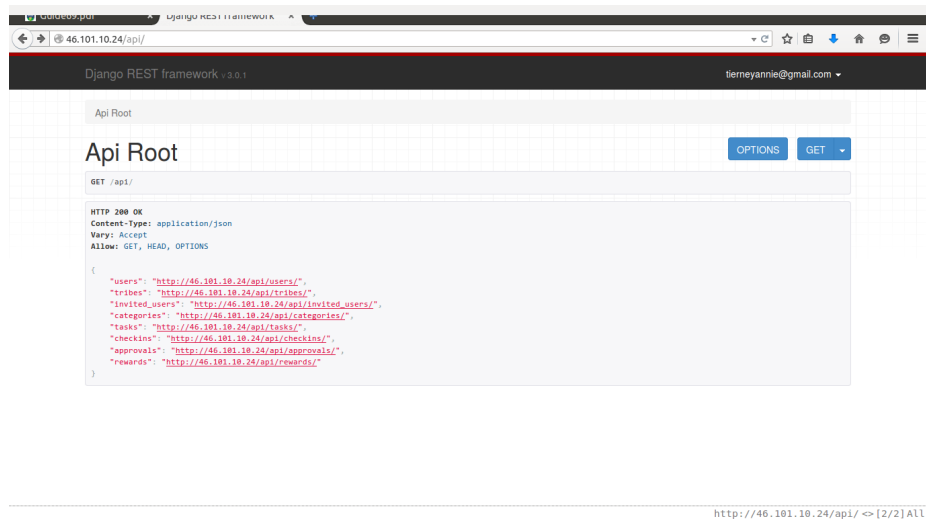 Guide09.pdf × Django REST framework ×
46.101.10.24/api/
Django REST framework v 3.0.1 tierneyannie@gmail.com
Api Root
Api Root OPTIONS GET
GET /api/
HTTP 200 OK
Content-Type: application/json
Vary: Accept
Allow: GET, HEAD, OPTIONS
{
"users": "http://46.101.10.24/api/users/",
"tribes": "http://46.101.10.24/api/tribes/",
"invited_users": "http://46.101.10.24/api/invited_users/",
"categories": "http://46.101.10.24/api/categories/",
"tasks": "http://46.101.10.24/api/tasks/",
"checkins": "http://46.101.10.24/api/checkins/",
"approvals": "http://46.101.10.24/api/approvals/",
"rewards": "http://46.101.10.24/api/rewards/"
}
http://46.101.10.24/api/ <> [2/2] All